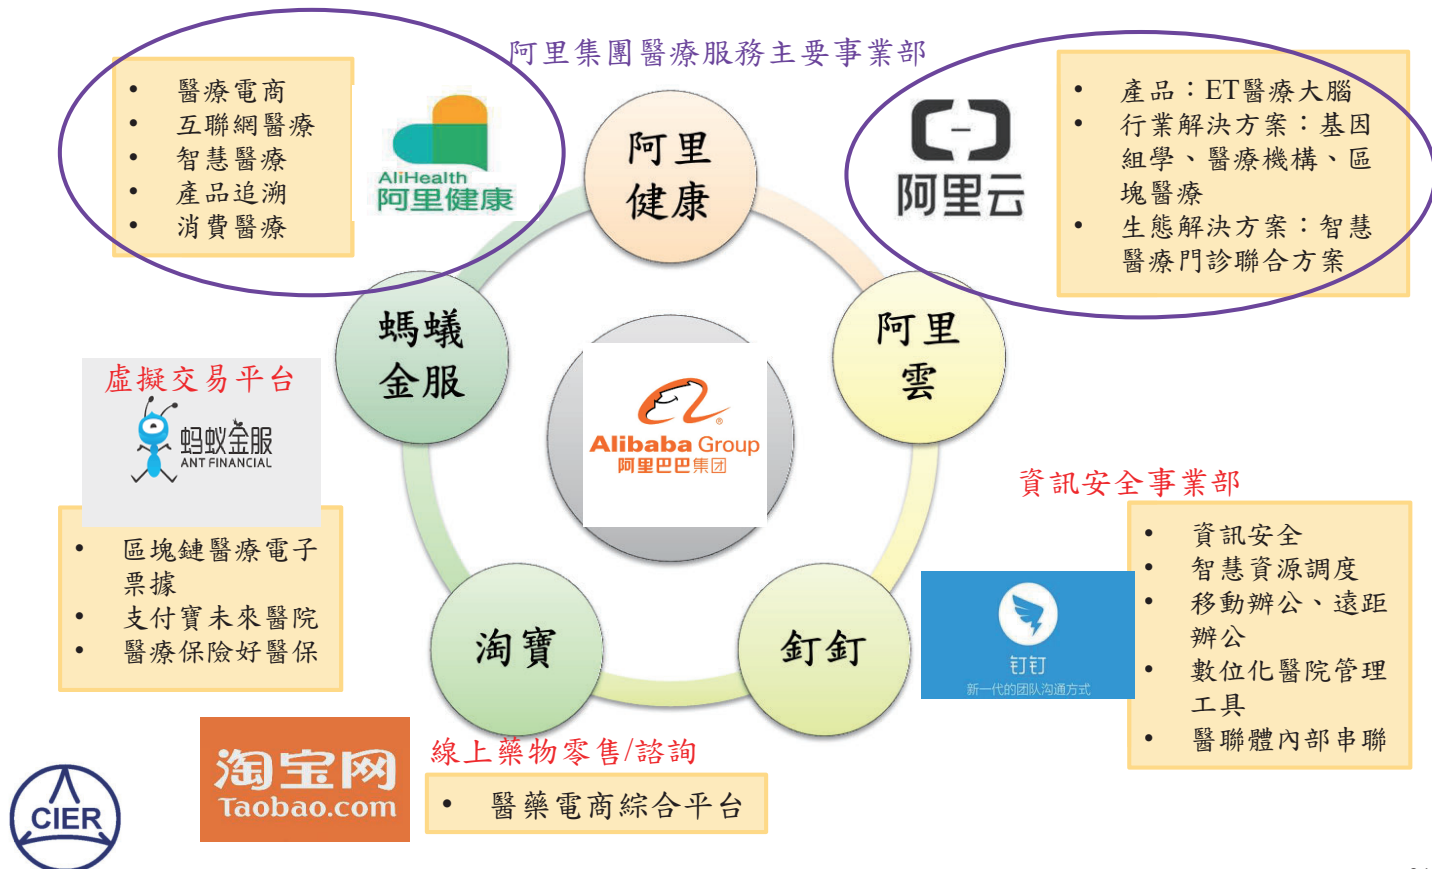 阿里集團醫療服務主要事業部
• 醫療電商
• 互聯網醫療
• 智慧醫療
• 產品追溯
• 消費醫療
AliHealth
阿里健康
阿里
健康
阿里云
• 產品：ET醫療大腦
• 行業解決方案：基因
組學、醫療機構、區
塊醫療
• 生態解決方案：智慧
醫療門診聯合方案
螞蟻
金服
阿里
雲
Alibaba Group
阿里巴巴集团
虛擬交易平台
蚂蚁金服
ANT FINANCIAL
• 區塊鏈醫療電子
票據
• 支付寶未來醫院
• 醫療保險好醫保
資訊安全事業部
• 資訊安全
• 智慧資源調度
• 移動辦公、遠距
辦公
• 數位化醫院管理
工具
• 醫聯體內部串聯
钉钉
新一代的团队沟通方式
淘寶
釘釘
淘宝网
Taobao.com
線上藥物零售/諮詢
• 醫藥電商綜合平台
CIER